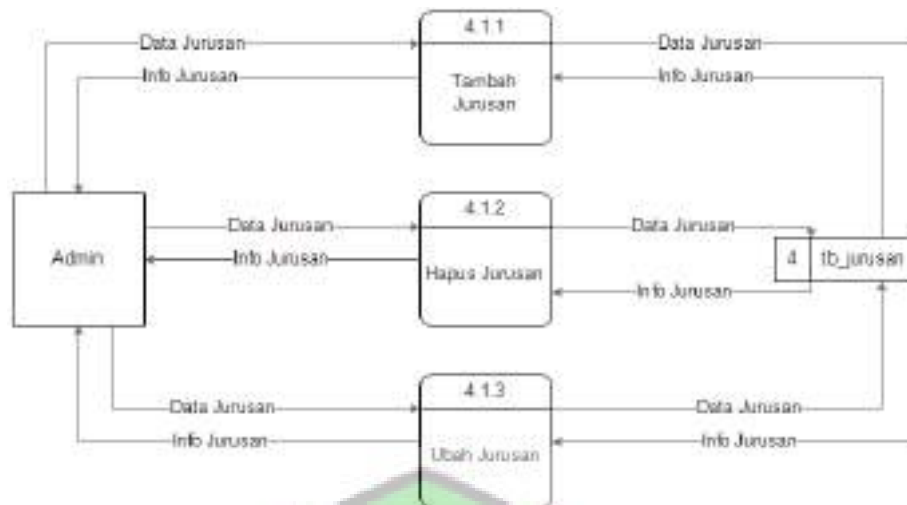 4.1.1
Data Jurusan
Data Jurusan
Info Jurusan
Info Jurusan
Tambah
Jurusan
4.1.2
Data Jurusan
Data Jurusan
Admin
Info Jurusan
Hapus Jurusan
4
tb_jurusan
Info Jurusan
4.1.3
Data Jurusan
Data Jurusan
Info Jurusan
Info Jurusan
Ubah Jurusan